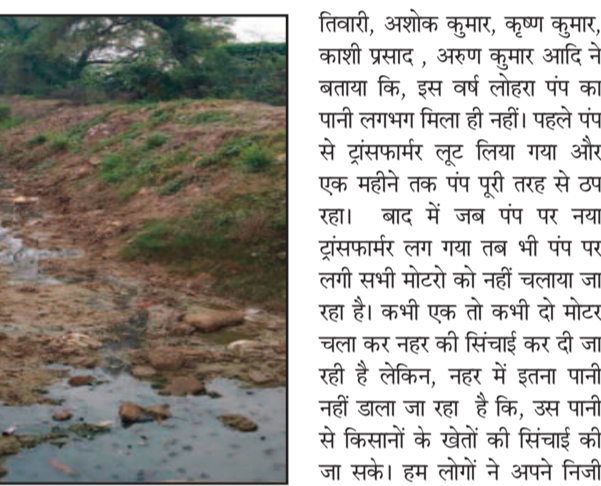 तिवारी, अशोक कुमार, कृष्ण कुमार,
काशी प्रसाद , अरुण कुमार आदि ने
बताया कि, इस वर्ष लोहरा पंप का
पानी लगभग मिला ही नहीं। पहले पंप
से ट्रांसफार्मर लूट लिया गया और
एक महीने तक पंप पूरी तरह से ठप
रहा। बाद में जब पंप पर नया
ट्रांसफार्मर लग गया तब भी पंप पर
लगी सभी मोटरो को नहीं चलाया जा
रहा है। कभी एक तो कभी दो मोटर
चला कर नहर की सिंचाई कर दी जा
रही है लेकिन, नहर में इतना पानी
नहीं डाला जा रहा है कि, उस पानी
से किसानों के खेतों की सिंचाई की
जा सके। हम लोगों ने अपने निजी